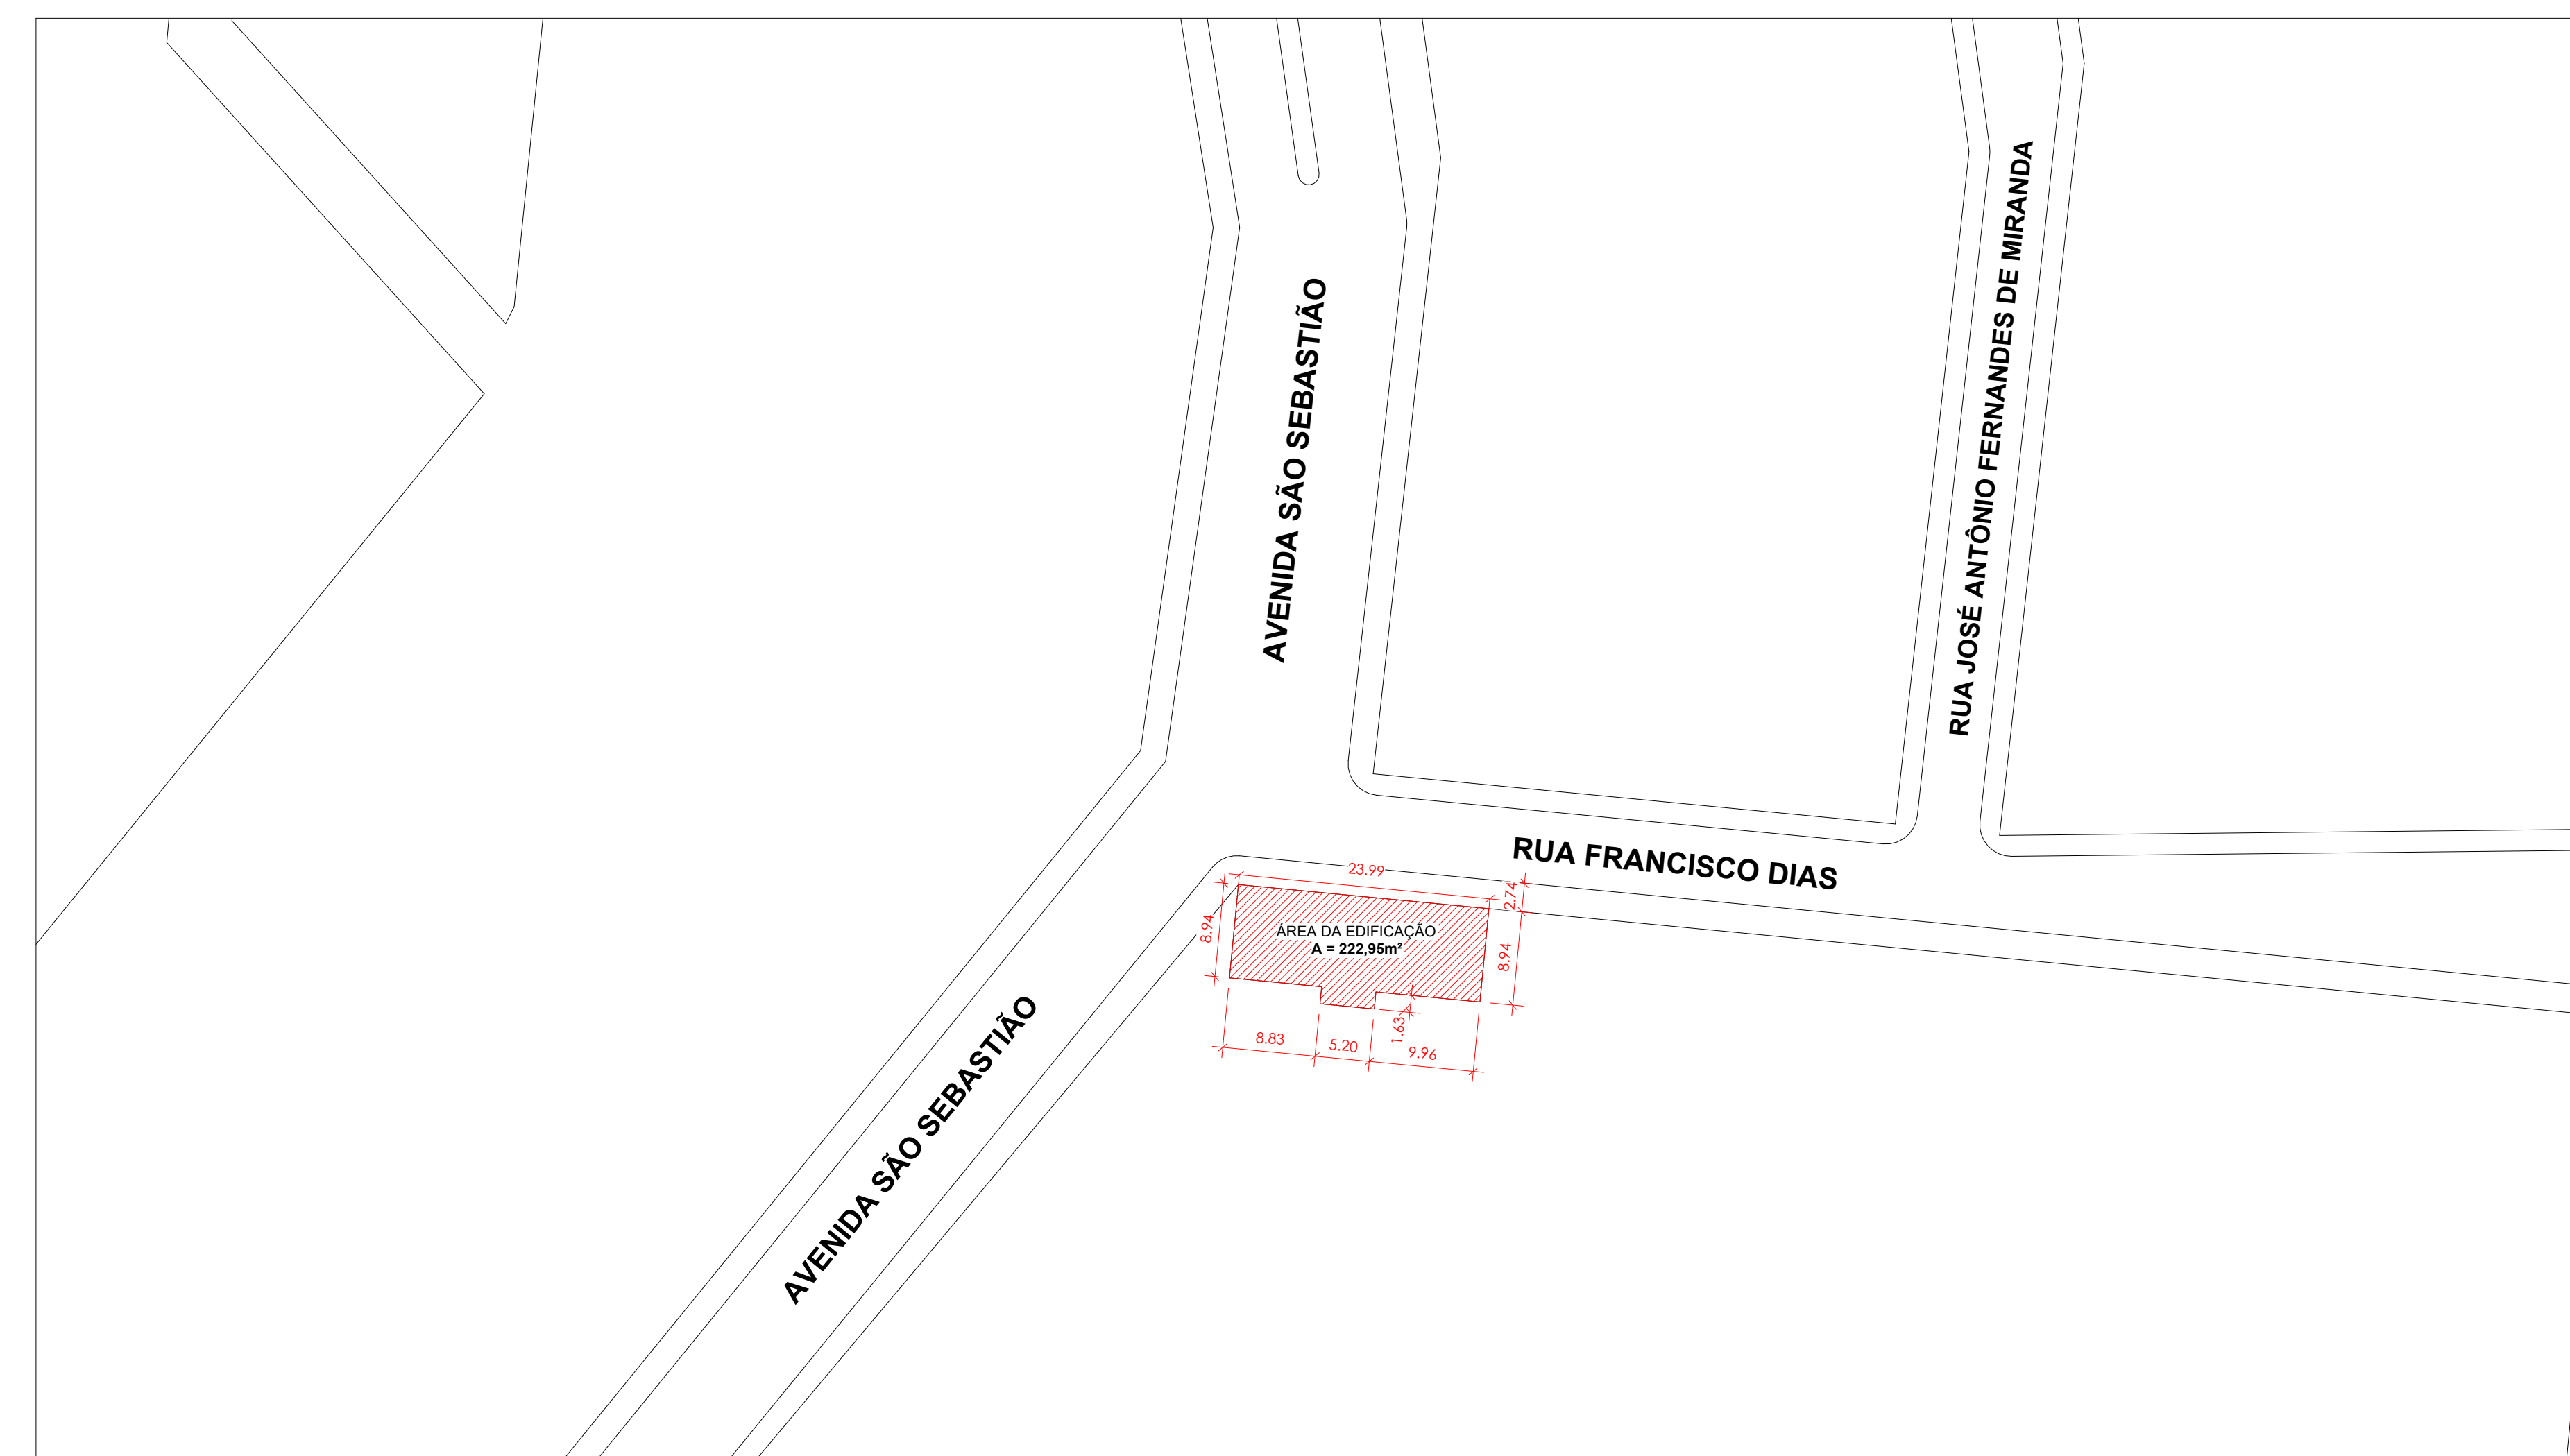 RUA JOSÉ ANTÔNIO FERNANDES DE MIRANDA
AVENIDA SÃO SEBASTIÃO
RUA FRANCISCO DIAS
23.99
2.74
8.94
ÁREA DA EDIFICAÇÃO
A = 222,95m²
8.94
1.63
8.83
5.20
9.96
AVENIDA SÃO SEBASTIÃO